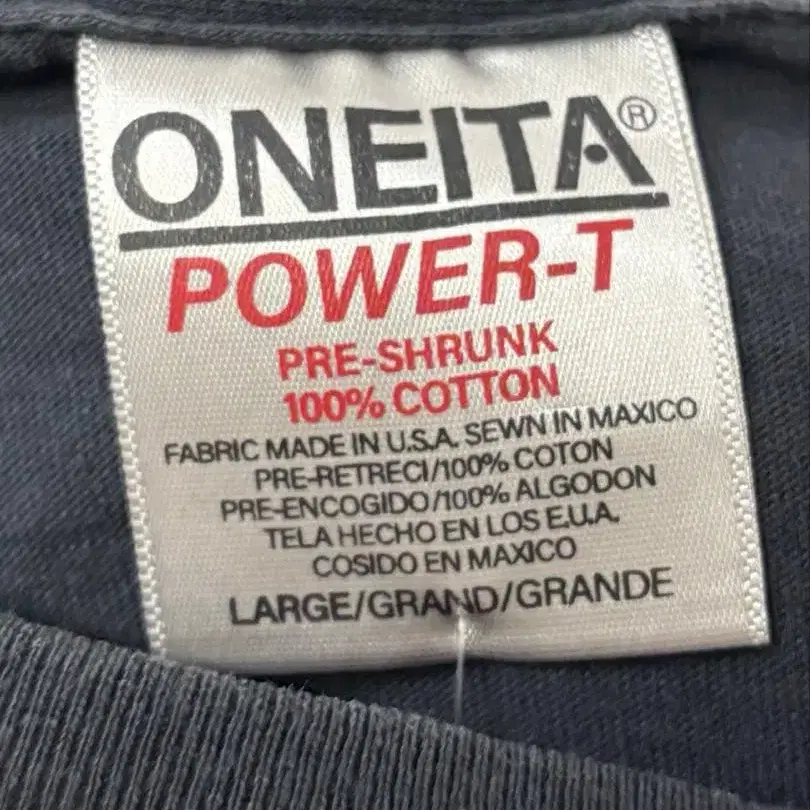 ONEITA®
POWER-T
PRE-SHRUNK
100% COTTON
FABRIC MADE IN U.S.A. SEWN IN MAXICO
PRE-RETRECI/100% COTON
PRE-ENCOGIDO/100% ALGODON
TELA HECHO EN LOS E.U.A.
COSIDO EN MAXICO
LARGE/GRAND/GRANDE